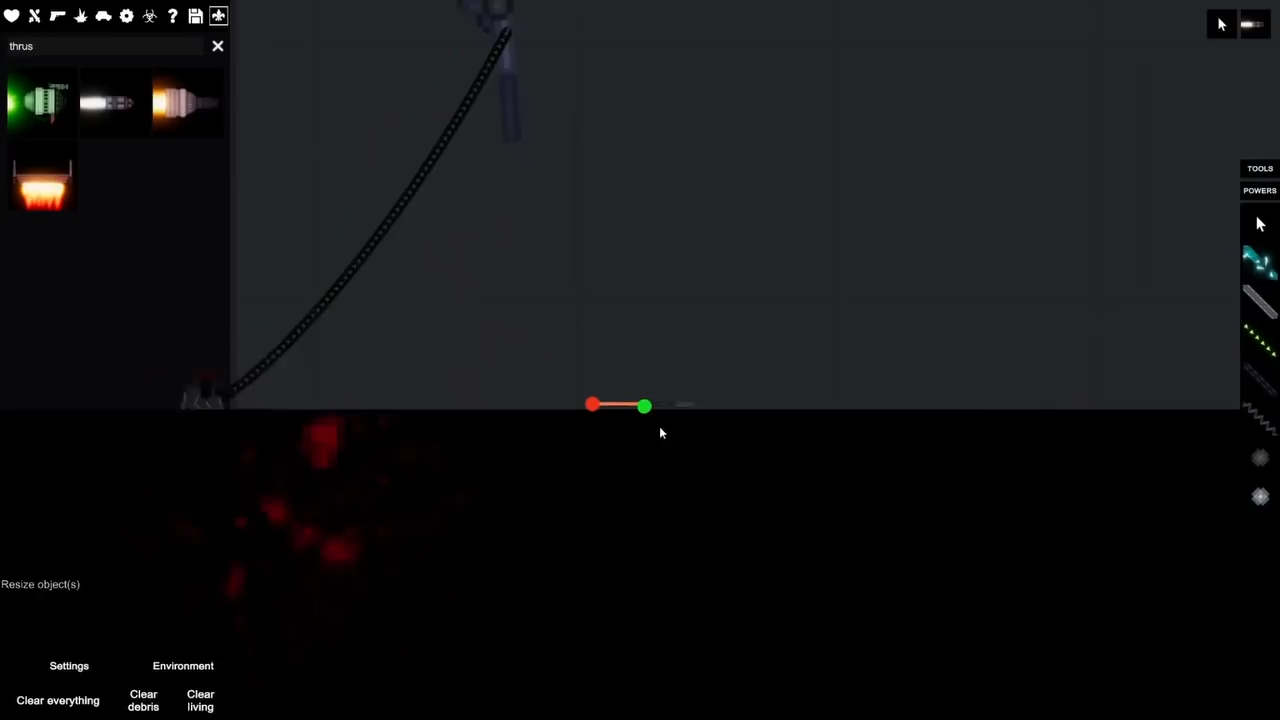 ?
thrus
TOOLS
POWERS
Resize object(s)
Settings
Environment
Clear everything
Clear
debris
Clear
living